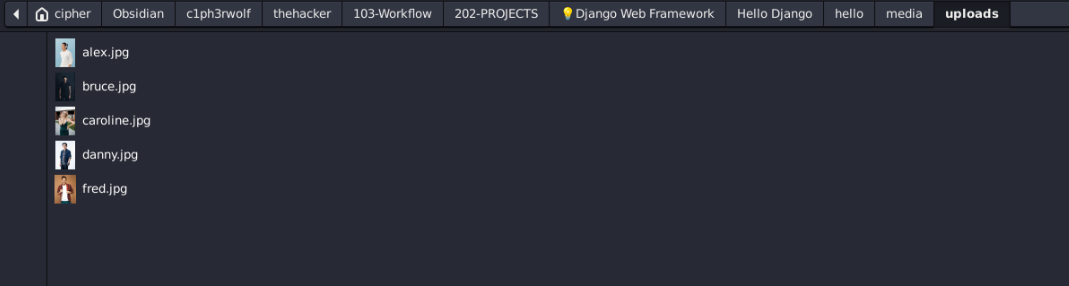 cipher Obsidian c1ph3rwolf thehacker 103-Workflow 202-PROJECTS 💡Django Web Framework Hello Django hello media uploads
alex.jpg
bruce.jpg
caroline.jpg
danny.jpg
fred.jpg